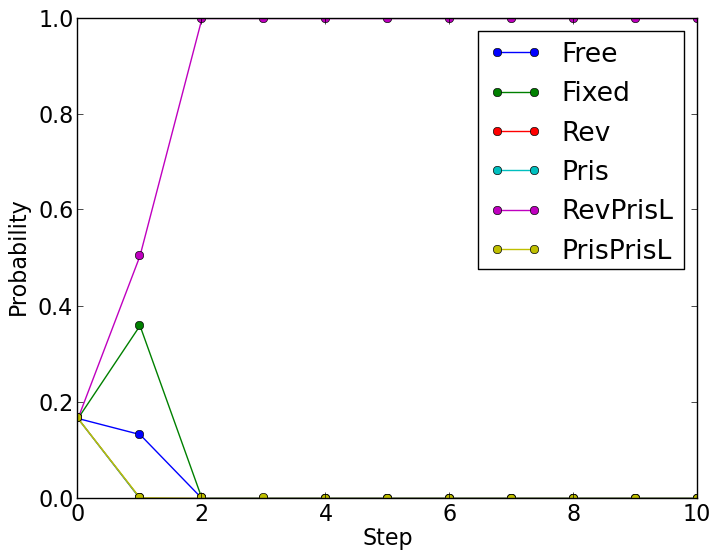 1.0
0.8
0.6
0.4
0.2
0.0
Probability
0 2 4 6 8 10
Step
Free
Fixed
Rev
Pris
RevPrisL
PrisPrisL